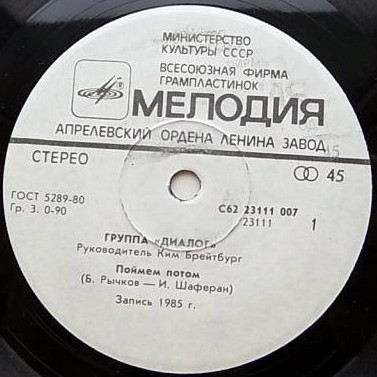 МИНИСТЕРСТВО
КУЛЬТУРЫ СССР
ВСЕСОЮЗНАЯ ФИРМА
ГРАМПЛАСТИНОК
МЕЛОДИЯ
АПРЕЛЕВСКИЙ ОРДЕНА ЛЕНИНА ЗАВОД
СТЕРЕО
45
ГОСТ 5289-80
Гр. 3. 0-90
С62 23111 007
23111
1
ГРУППА «ДИАЛОГ»
Руководитель Ким Брейтбург
Поймем потом
(Б. Рычков — И. Шаферан)
Запись 1985 г.